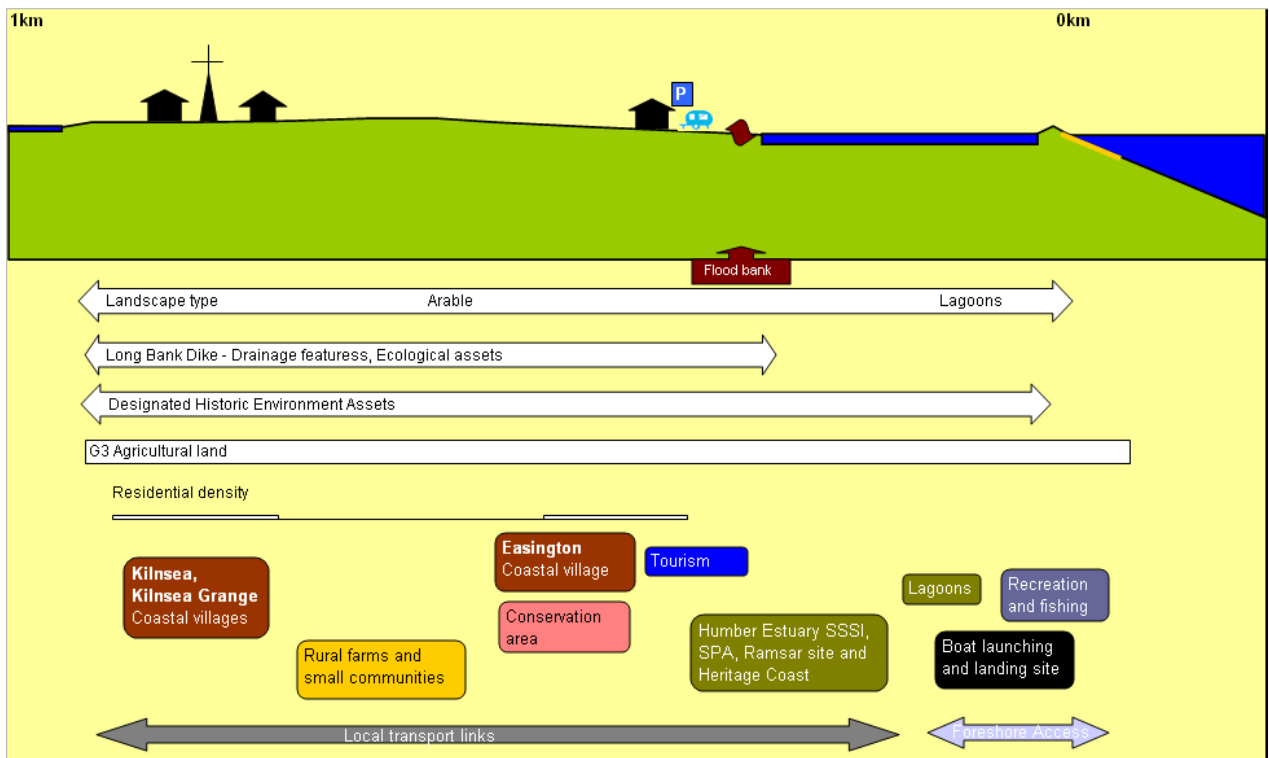 1km
0km
P
Flood bank
Landscape type Arable Lagoons
Long Bank Dike - Drainage featuress, Ecological assets
Designated Historic Environment Assets
G3 Agricultural land
Residential density
Kilnsea,
Kilnsea Grange
Coastal villages
Rural farms and
small communities
Easington
Coastal village
Conservation
area
Tourism
Humber Estuary SSSI,
SPA, Ramsar site and
Heritage Coast
Lagoons
Recreation
and fishing
Boat launching
and landing site
Local transport links
Foreshore Access